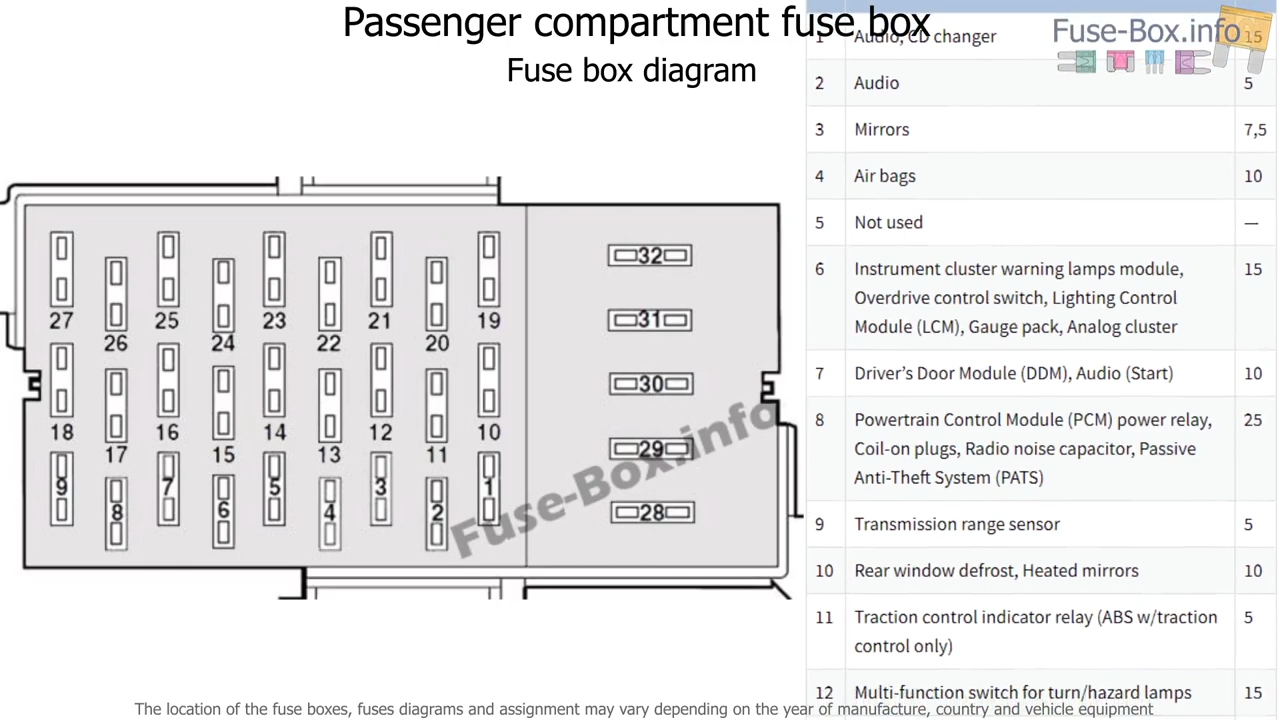 Passenger compartment fuse box
Fuse box diagram
Fuse-Box.info
27 25 23 21 19
26 24 22 20
18 16 14 12 10
17 15 13 11
9 7 5 3 1
8 6 4 2
32
31
30
29
28
Fuse-Box.info
1 Audio, CD changer 15
2 Audio 5
3 Mirrors 7,5
4 Air bags 10
5 Not used —
6 Instrument cluster warning lamps module, 15
Overdrive control switch, Lighting Control
Module (LCM), Gauge pack, Analog cluster
7 Driver’s Door Module (DDM), Audio (Start) 10
8 Powertrain Control Module (PCM) power relay, 25
Coil-on plugs, Radio noise capacitor, Passive
Anti-Theft System (PATS)
9 Transmission range sensor 5
10 Rear window defrost, Heated mirrors 10
11 Traction control indicator relay (ABS w/traction 5
control only)
12 Multi-function switch for turn/hazard lamps 15
The location of the fuse boxes, fuses diagrams and assignment may vary depending on the year of manufacture, country and vehicle equipment